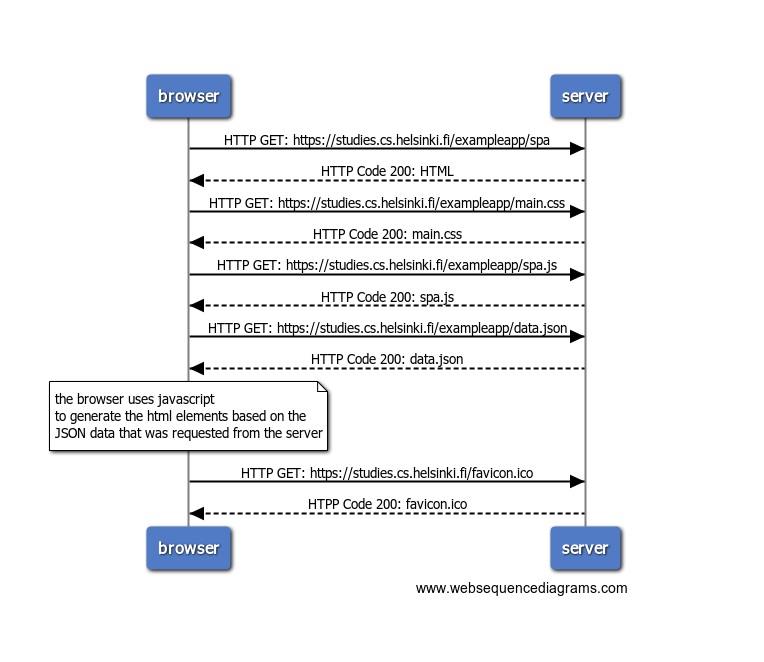 browser
server
HTTP GET: https://studies.cs.helsinki.fi/exampleapp/spa
HTTP Code 200: HTML
HTTP GET: https://studies.cs.helsinki.fi/exampleapp/main.css
HTTP Code 200: main.css
HTTP GET: https://studies.cs.helsinki.fi/exampleapp/spa.js
HTTP Code 200: spa.js
HTTP GET: https://studies.cs.helsinki.fi/exampleapp/data.json
HTTP Code 200: data.json
the browser uses javascript
to generate the html elements based on the
JSON data that was requested from the server
HTTP GET: https://studies.cs.helsinki.fi/favicon.ico
HTPP Code 200: favicon.ico
browser
server
www.websequencediagrams.com